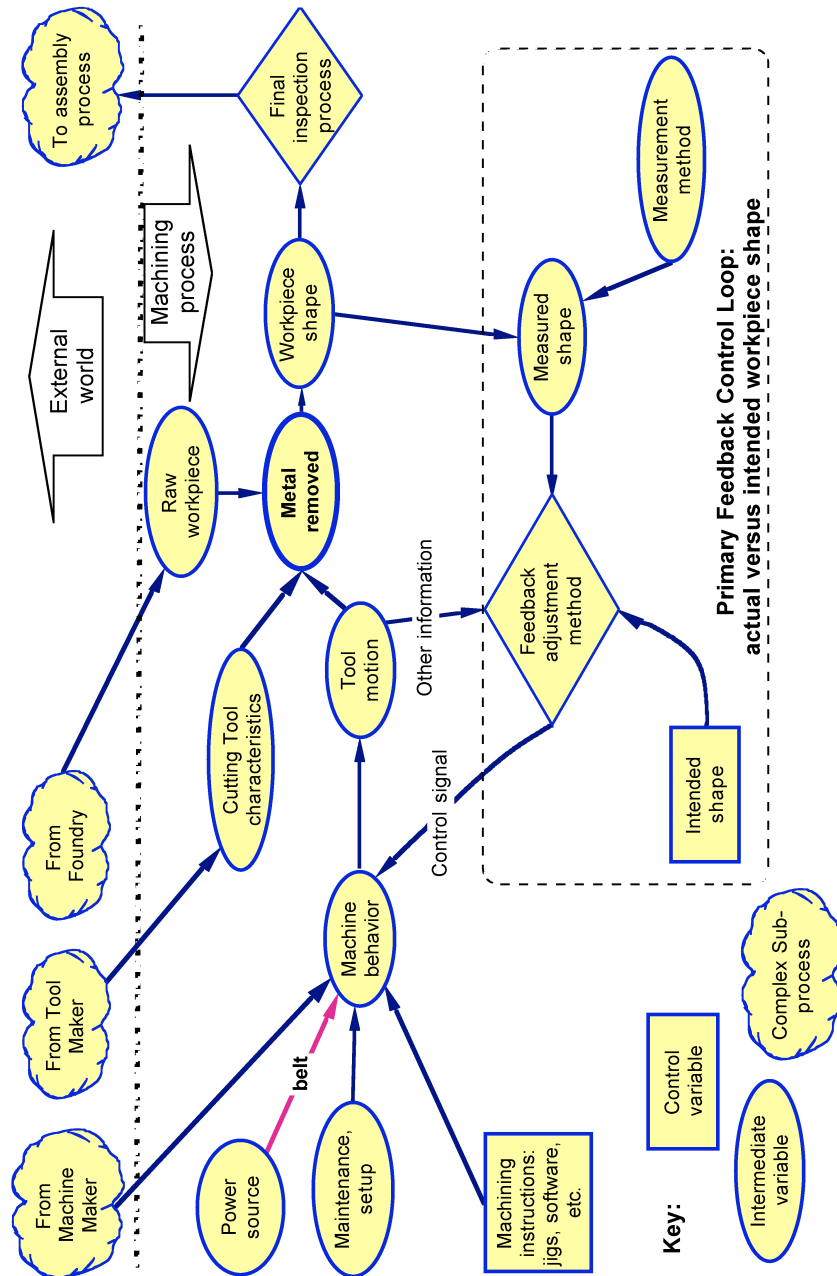 From
Machine
Maker
From Tool
Maker
From
Foundry
External
world
To assembly
process
Machining
process
Raw
workpiece
Power
source
belt
Cutting Tool
characteristics
Metal
removed
Workpiece
shape
Final
inspection
process
Maintenance,
setup
Machine
behavior
Tool
motion
Control signal
Other information
Machining
instructions:
jigs, software,
etc.
Feedback
adjustment
method
Measured
shape
Measurement
method
Intended
shape
Primary Feedback Control Loop:
actual versus intended workpiece shape
Key:
Control
variable
Intermediate
variable
Complex Sub-
process